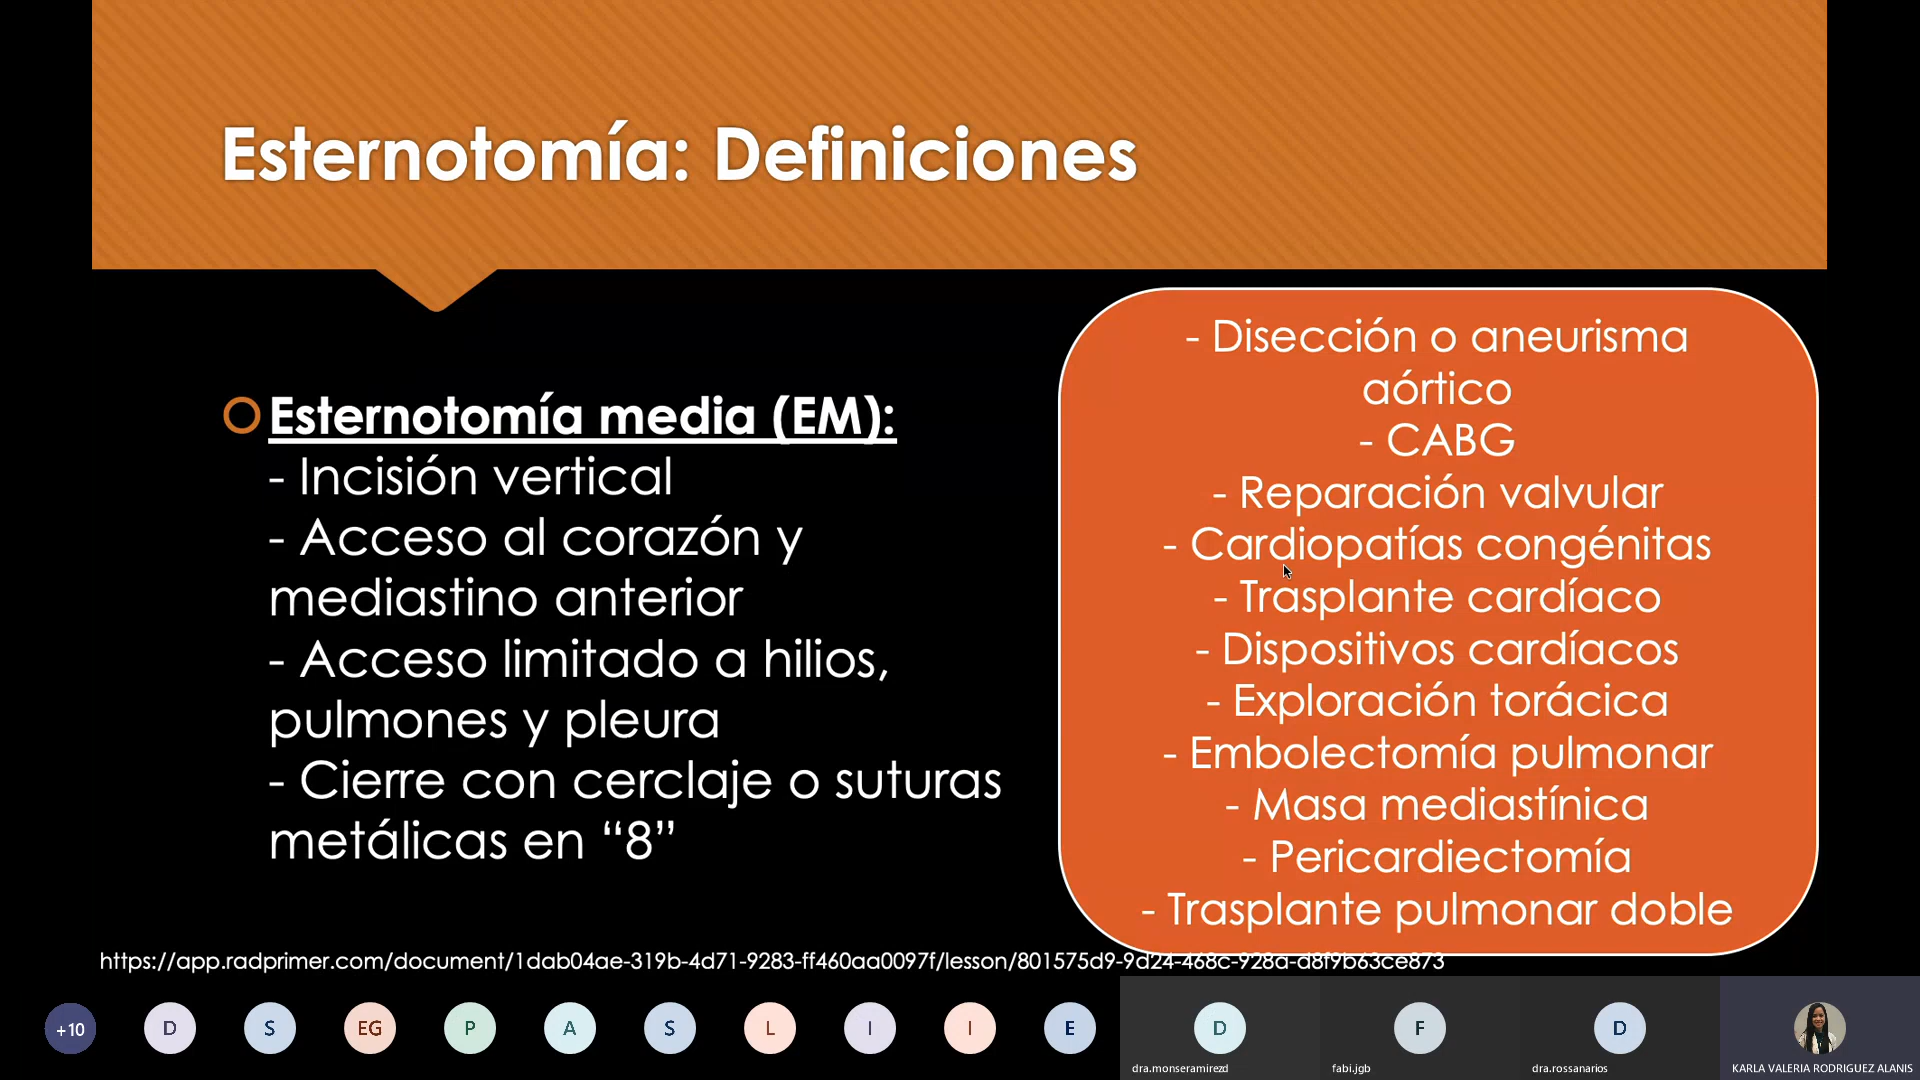 Esternotomía: Definiciones
Esternotomía media (EM):
- Incisión vertical
- Acceso al corazón y
mediastino anterior
- Acceso limitado a hilios,
pulmones y pleura
- Cierre con cerclaje o suturas
metálicas en “8”
- Disección o aneurisma
aórtico
- CABG
- Reparación valvular
- Cardiopatías congénitas
- Trasplante cardíaco
- Dispositivos cardíacos
- Exploración torácica
- Embolectomía pulmonar
- Masa mediastínica
- Pericardiectomía
- Trasplante pulmonar doble
https://app.radprimer.com/document/1dab04ae-319b-4d71-9283-ff460aa0097f/lesson/801575d9-9d24-468c-928a-d8f9b63ce873
+10 D S EG P A S L I I E D F D
dra.monseramirezd fabi.jgb dra.rossanarios KARLA VALERIA RODRIGUEZ ALANIS